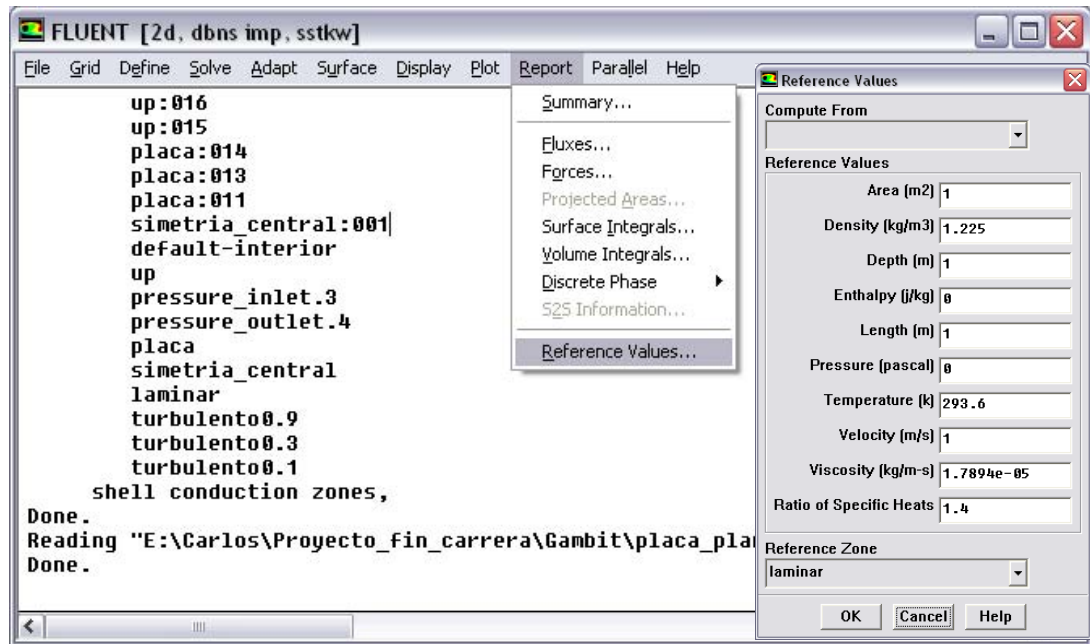 FLUENT [2d, dbns imp, sstkw]
File Grid Define Solve Adapt Surface Display Plot Report Parallel Help
up:016
up:015
placa:014
placa:013
placa:011
simetria_central:001
default-interior
up
pressure_inlet.3
pressure_outlet.4
placa
simetria_central
laminar
turbulento0.9
turbulento0.3
turbulento0.1
shell conduction zones,
Done.
Reading "E:\Carlos\Proyecto_fin_carrera\Gambit\placa_pla
Done.
Summary...
Fluxes...
Forces...
Projected Areas...
Surface Integrals...
Volume Integrals...
Discrete Phase
S2S Information...
Reference Values...
Reference Values
Compute From
Reference Values
Area (m2) 1
Density (kg/m3) 1.225
Depth (m) 1
Enthalpy (j/kg) 0
Length (m) 1
Pressure (pascal) 0
Temperature (k) 293.6
Velocity (m/s) 1
Viscosity (kg/m-s) 1.7894e-05
Ratio of Specific Heats 1.4
Reference Zone
laminar
OK Cancel Help